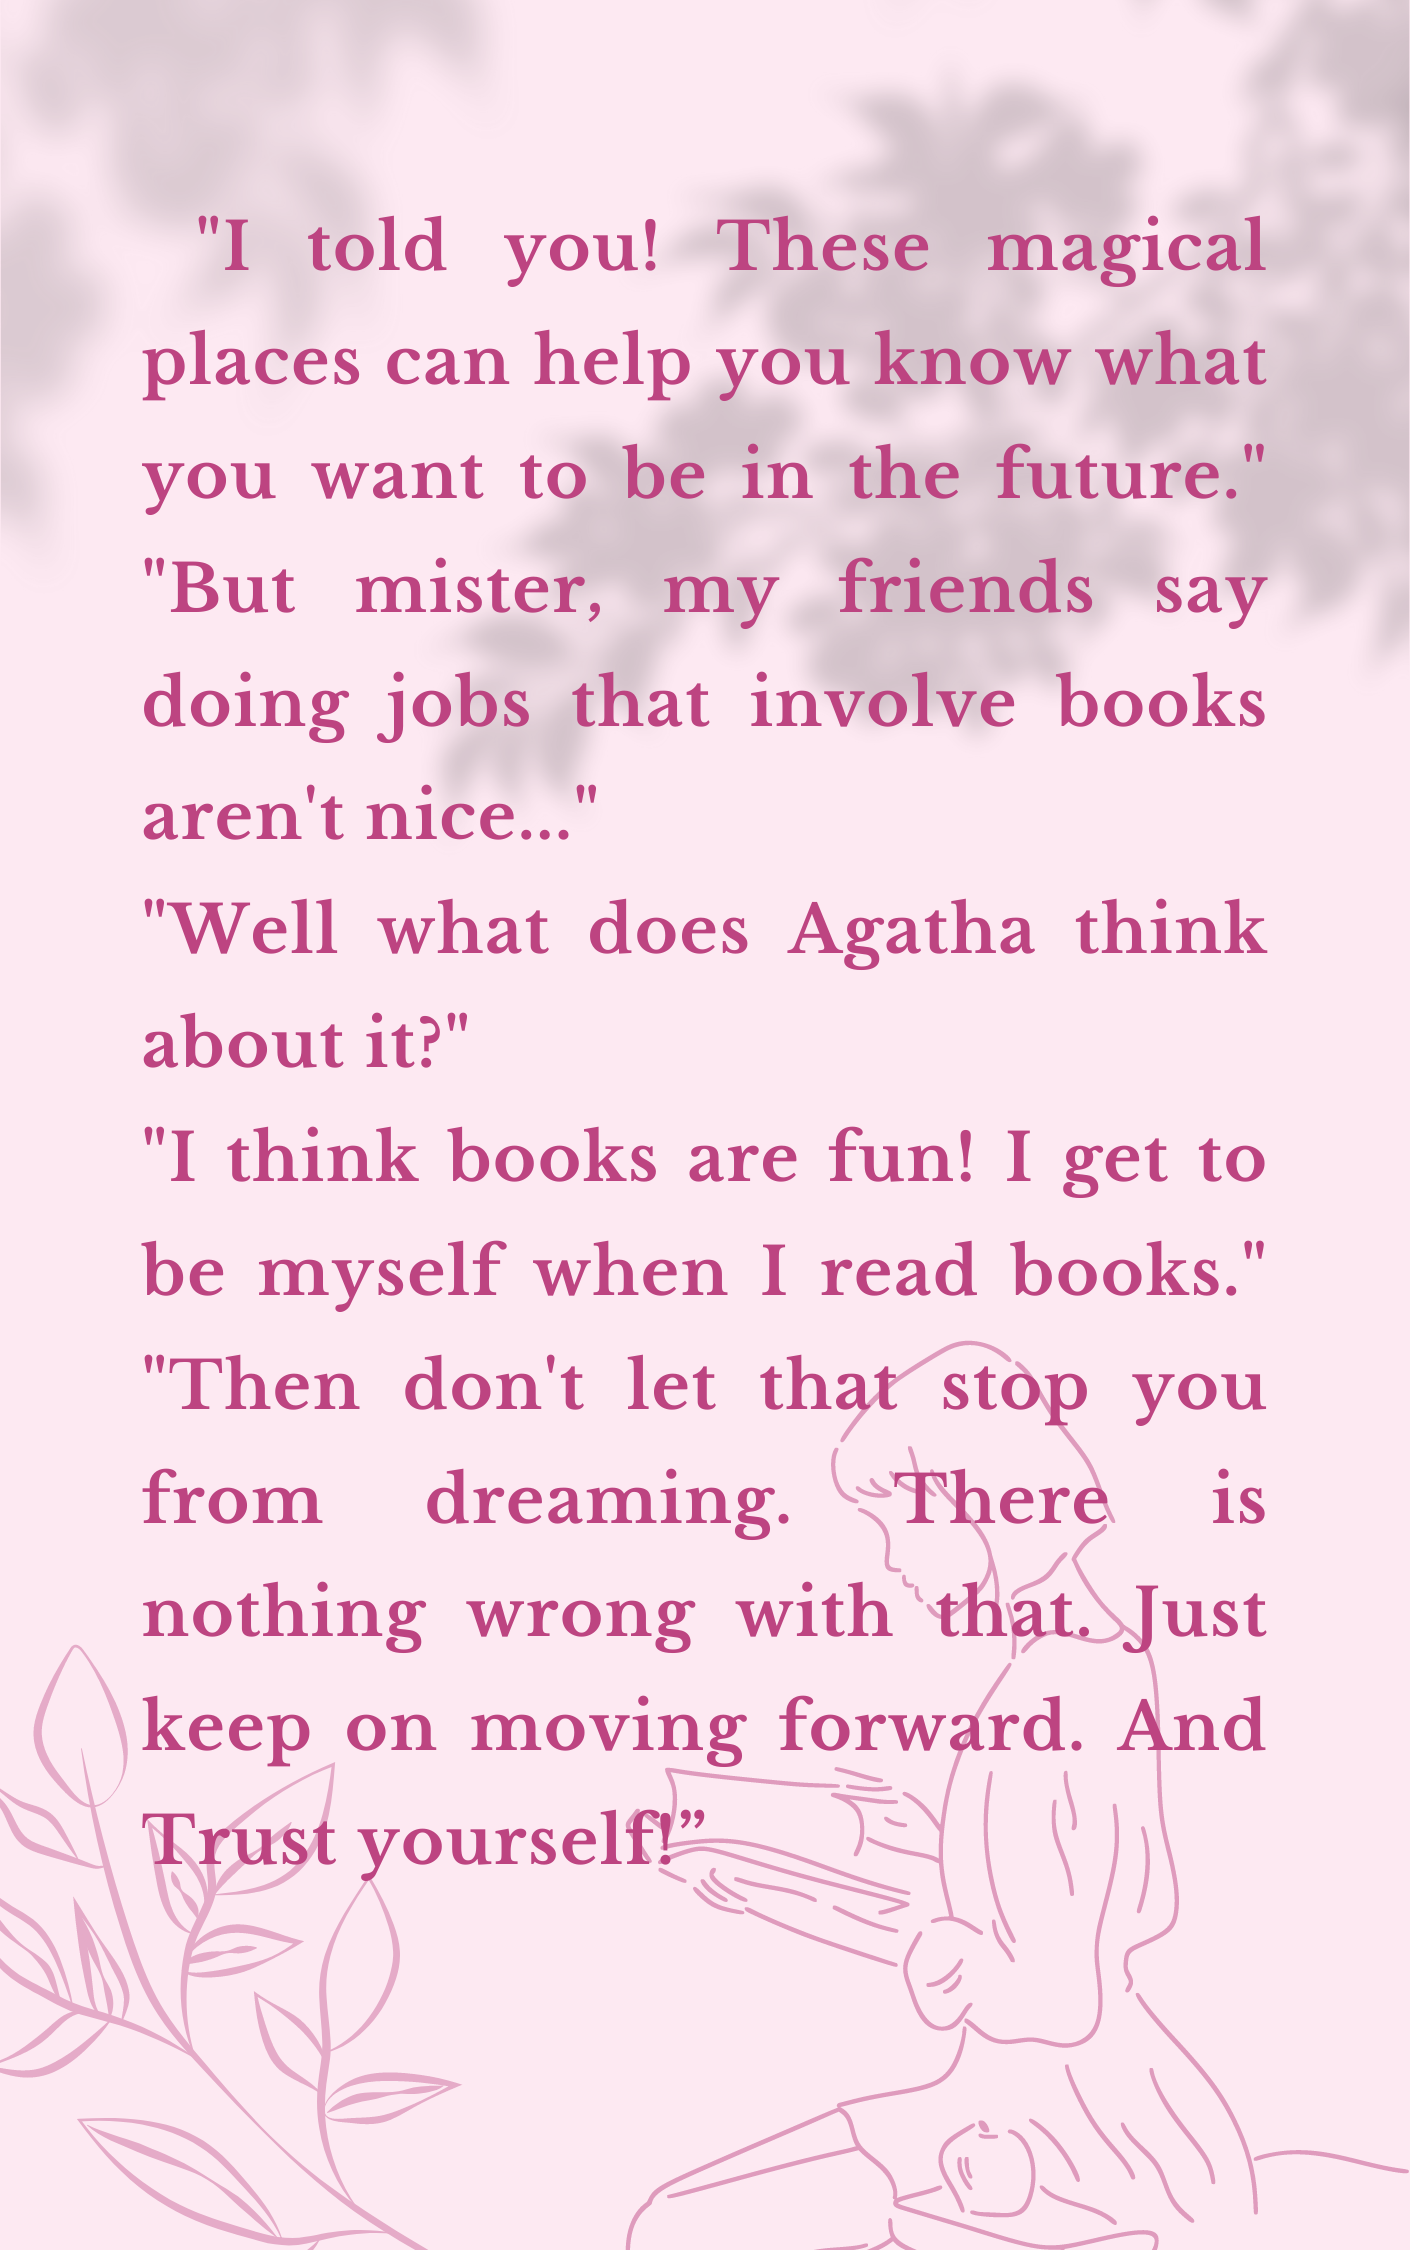 "I told you! These magical
places can help you know what
you want to be in the future."
"But mister, my friends say
doing jobs that involve books
aren't nice..."
"Well what does Agatha think
about it?"
"I think books are fun! I get to
be myself when I read books."
"Then don't let that stop you
from dreaming. There is
nothing wrong with that. Just
keep on moving forward. And
Trust yourself!”